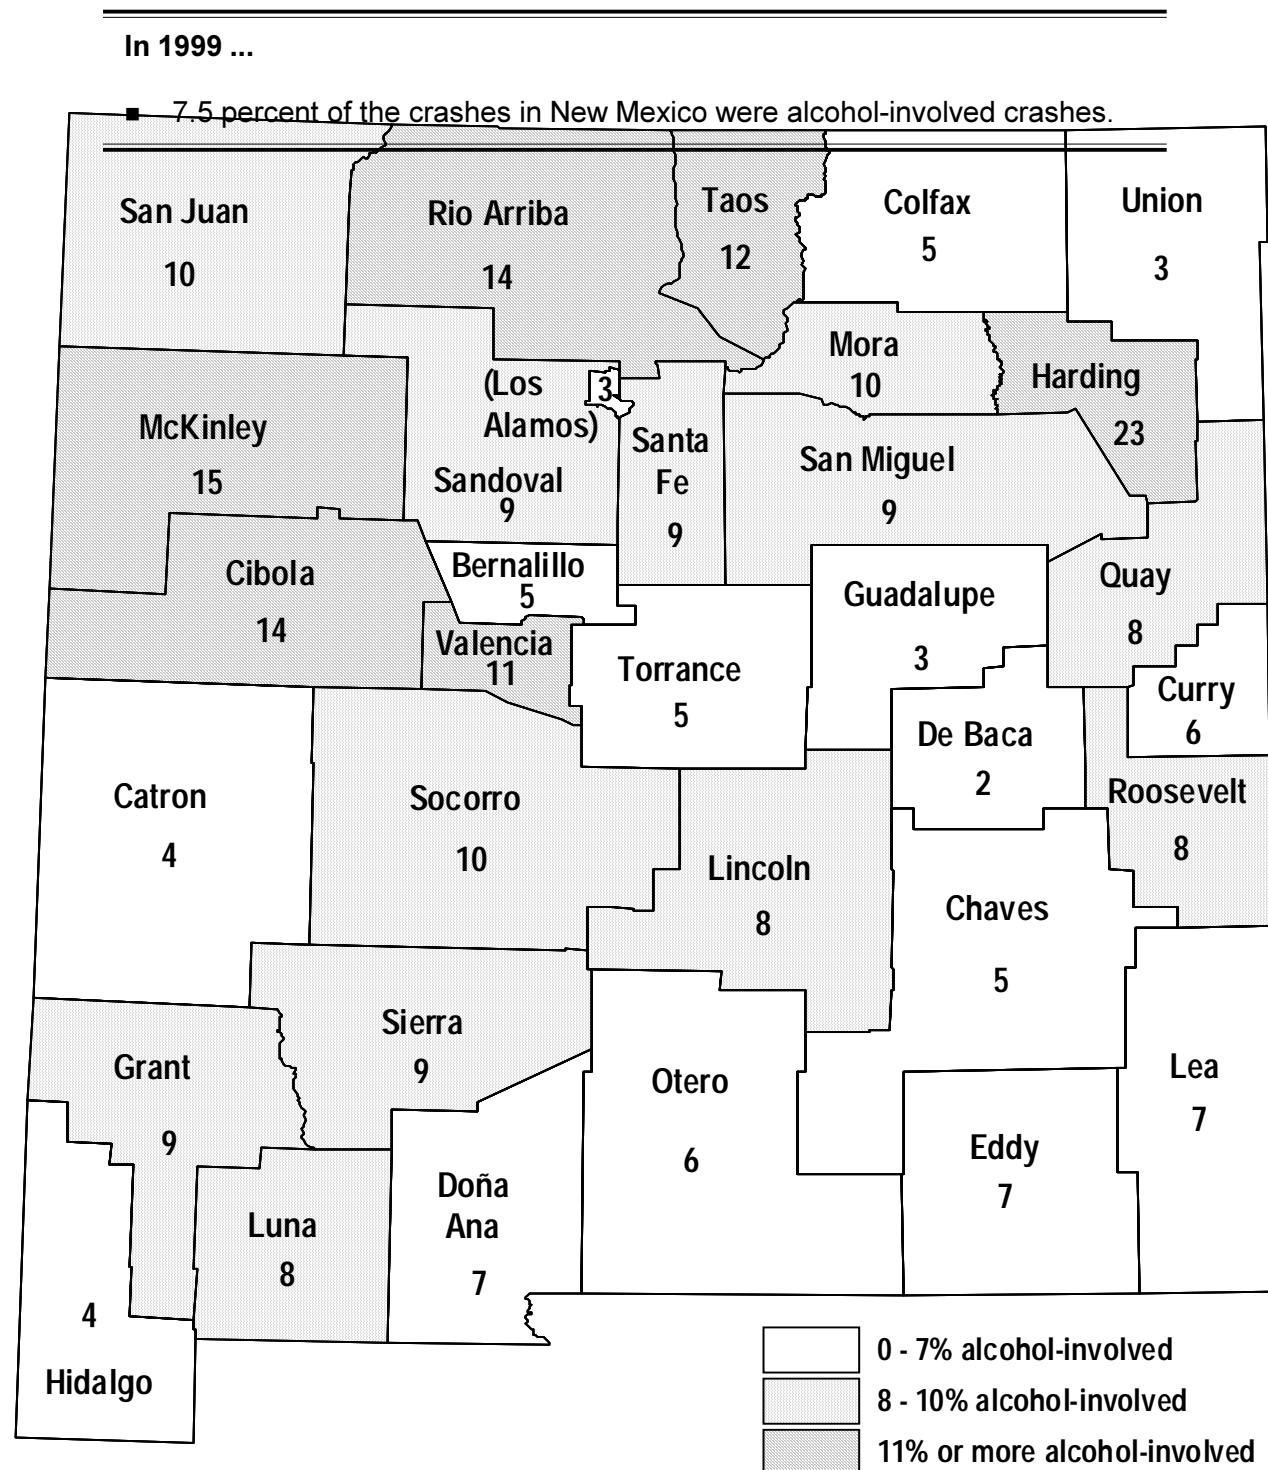 In 1999 ...
■ 7.5 percent of the crashes in New Mexico were alcohol-involved crashes.
San Juan
10
Rio Arriba
14
Taos
12
Colfax
5
Union
3
Mora
10
Harding
23
McKinley
15
(Los
Alamos)
3
Sandoval
9
Santa
Fe
9
San Miguel
9
Cibola
14
Bernalillo
5
Valencia
11
Torrance
5
Guadalupe
3
Quay
8
Curry
6
De Baca
2
Roosevelt
8
Catron
4
Socorro
10
Lincoln
8
Chaves
5
Sierra
9
Grant
9
Otero
6
Lea
7
Eddy
7
Doña
Ana
7
Luna
8
4
Hidalgo
0 - 7% alcohol-involved
8 - 10% alcohol-involved
11% or more alcohol-involved